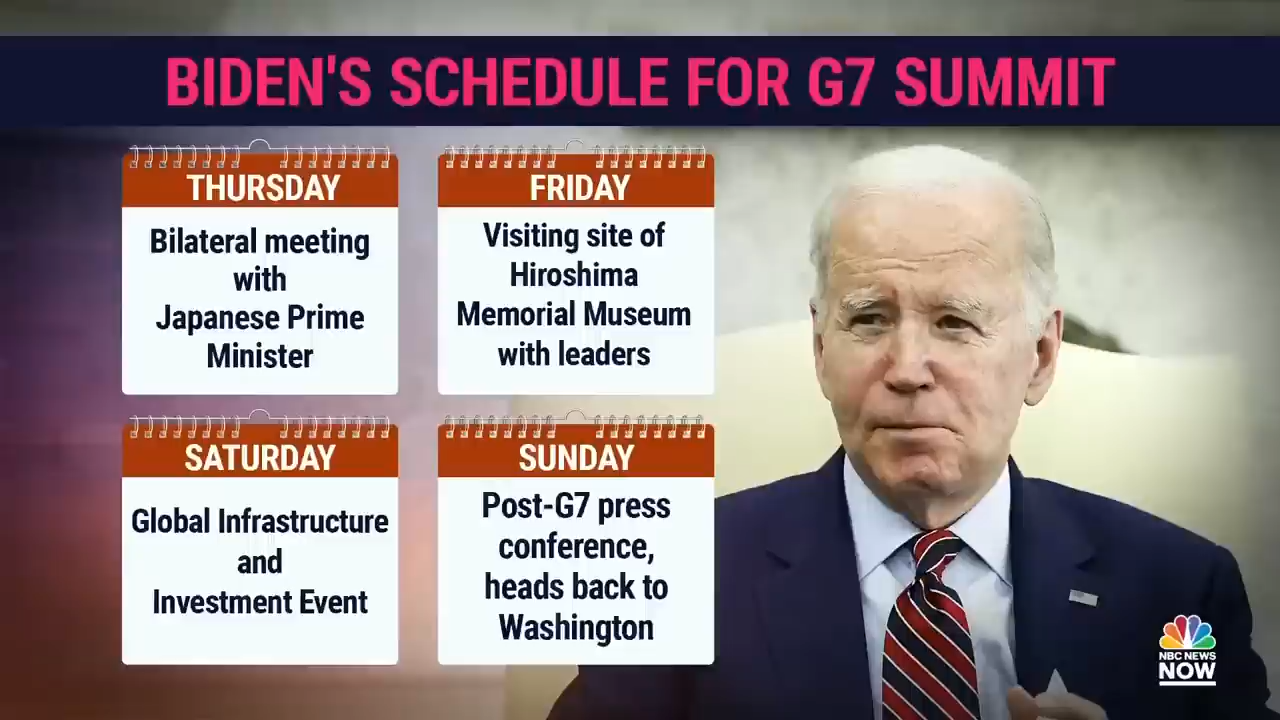 BIDEN'S SCHEDULE FOR G7 SUMMIT
THURSDAY
Bilateral meeting
with
Japanese Prime
Minister
FRIDAY
Visiting site of
Hiroshima
Memorial Museum
with leaders
SATURDAY
Global Infrastructure
and
Investment Event
SUNDAY
Post-G7 press
conference,
heads back to
Washington
NBC NEWS
NOW